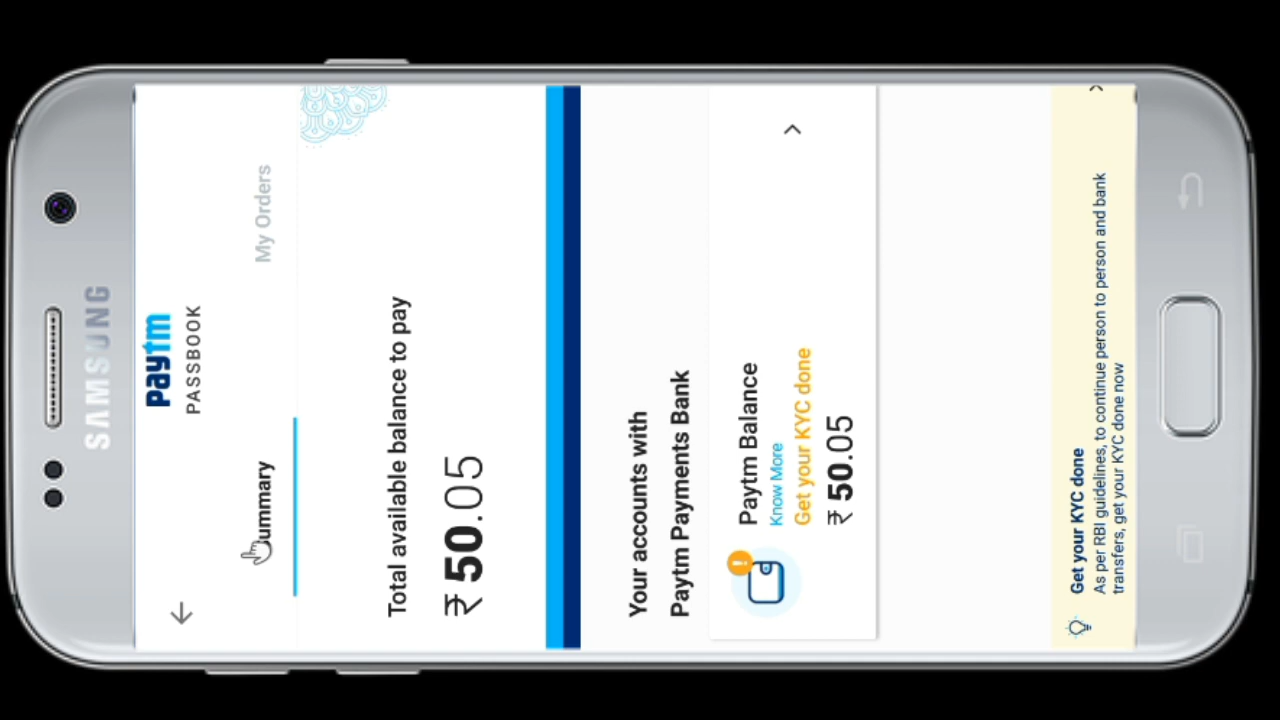 SAMSUNG
Paytm
PASSBOOK
Summary
My Orders
Total available balance to pay
₹ 50.05
Your accounts with
Paytm Payments Bank
Paytm Balance
Know More
Get your KYC done
₹ 50.05
Get your KYC done
As per RBI guidelines, to continue person to person and bank
transfers, get your KYC done now